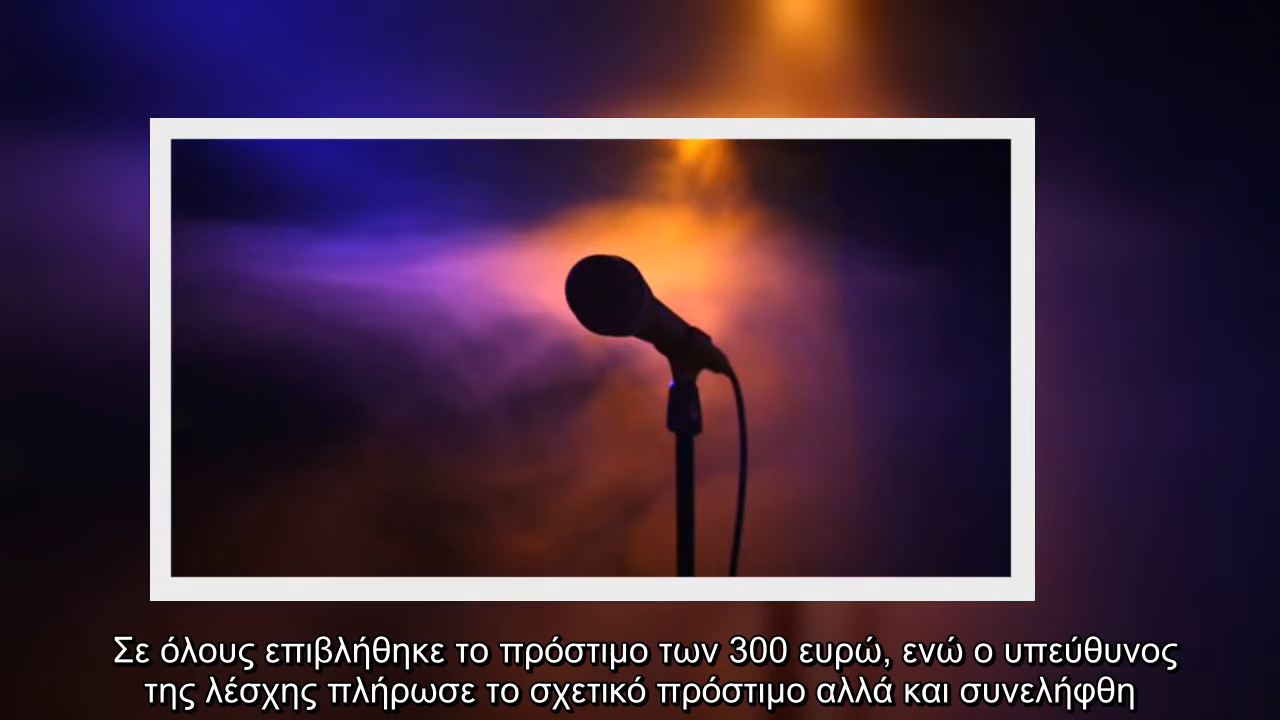 Σε όλους επιβλήθηκε το πρόστιμο των 300 ευρώ, ενώ ο υπεύθυνος
της λέσχης πλήρωσε το σχετικό πρόστιμο αλλά και συνελήφθη